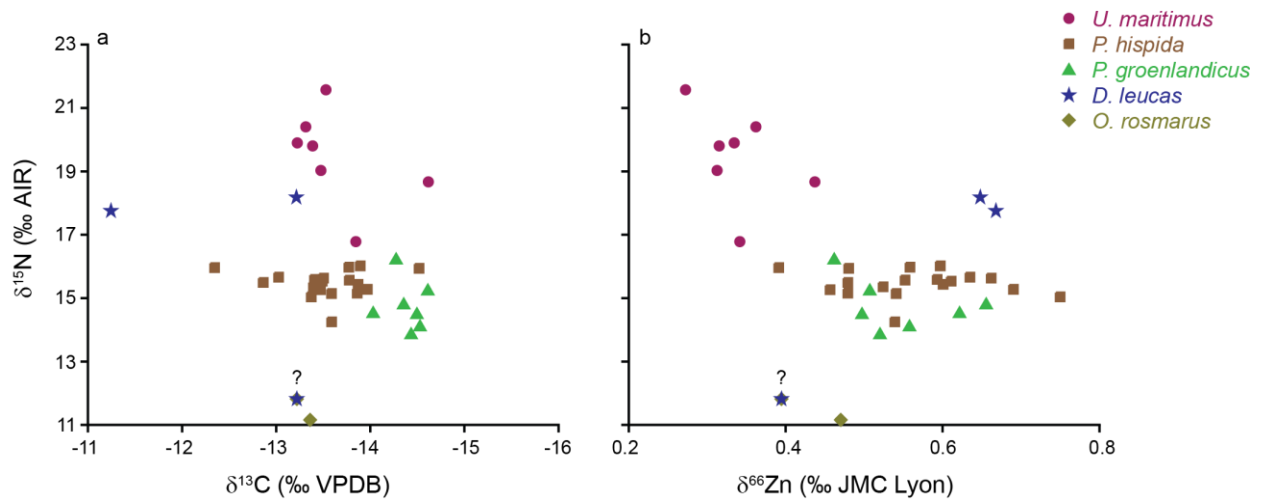 a
b
U. maritimus
P. hispida
P. groenlandicus
D. leucas
O. rosmarus
23
21
19
17
15
13
11
δ¹⁵N (‰ AIR)
?
?
-11 -12 -13 -14 -15 -16
0.2 0.4 0.6 0.8
δ¹³C (‰ VPDB)
δ⁶⁶Zn (‰ JMC Lyon)